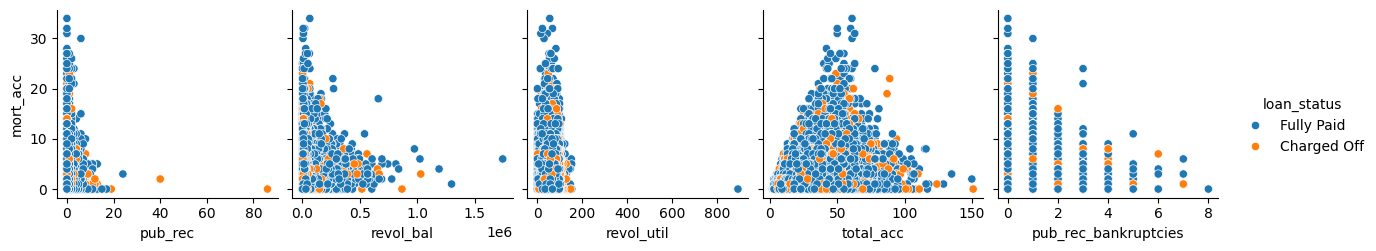 mort_acc
30
20
10
0
0 20 40 60 80
pub_rec
0.0 0.5 1.0 1.5
1e6
revol_bal
0 200 400 600 800
revol_util
0 50 100 150
total_acc
0 2 4 6 8
pub_rec_bankruptcies
loan_status
Fully Paid
Charged Off